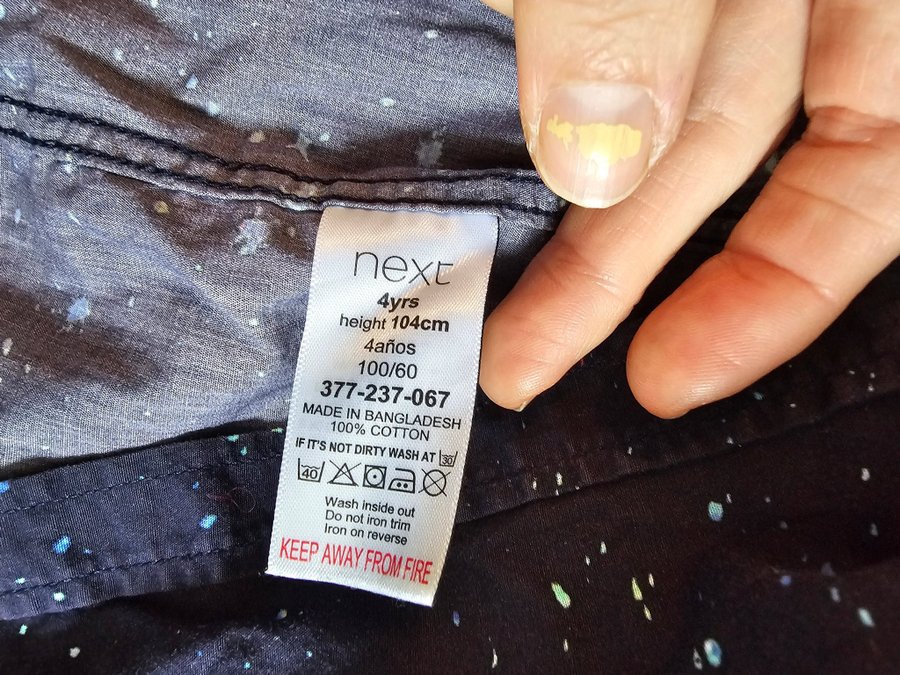 next
4yrs
height 104cm
4años
100/60
377-237-067
MADE IN BANGLADESH
100% COTTON
IF IT'S NOT DIRTY WASH AT 30
40
Wash inside out
Do not iron trim
Iron on reverse
KEEP AWAY FROM FIRE